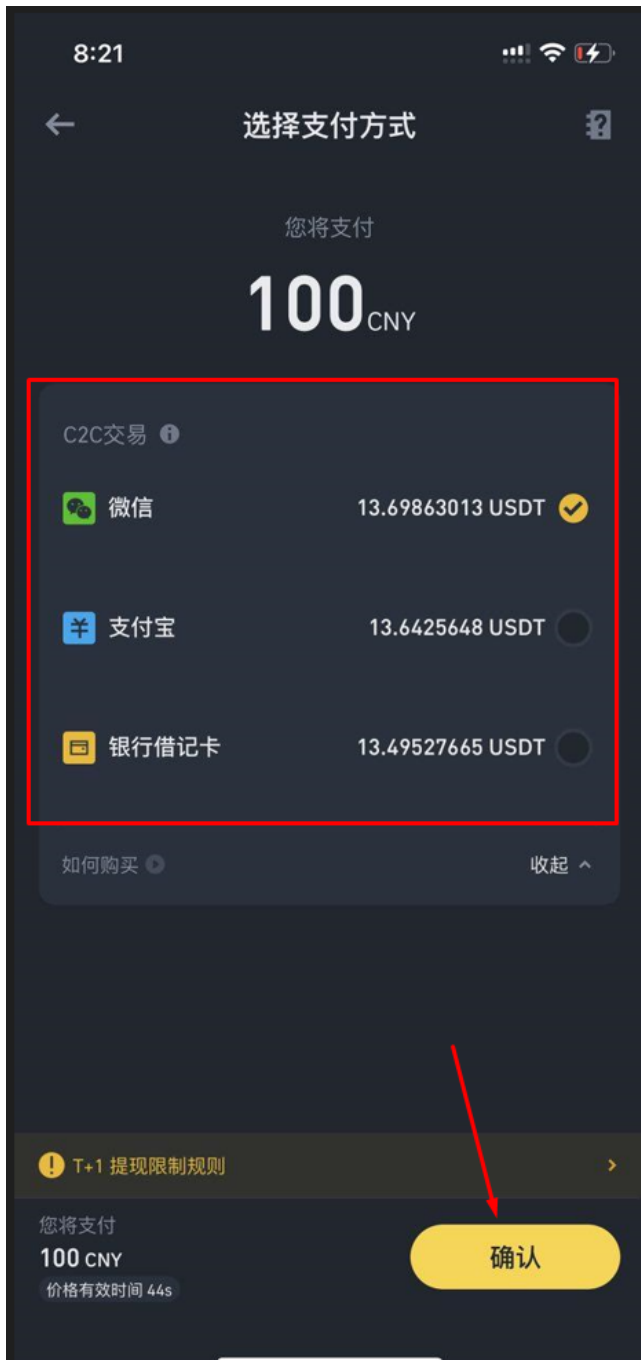 8:21
选择支付方式
您将支付
100 CNY
C2C交易
微信 13.69863013 USDT
支付宝 13.6425648 USDT
银行借记卡 13.49527665 USDT
如何购买 收起
T+1 提现限制规则
您将支付
100 CNY 确认
价格有效时间 44s